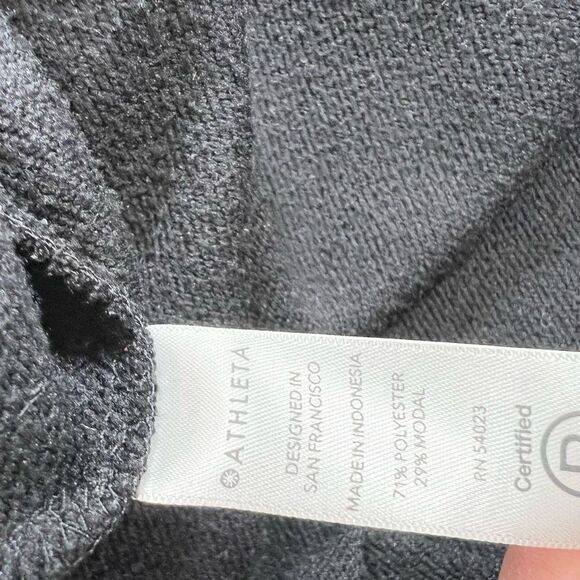 ATHLETA
DESIGNED IN
SAN FRANCISCO
MADE IN INDONESIA
71% POLYESTER
29% MODAL
RN 54023
Certified
B